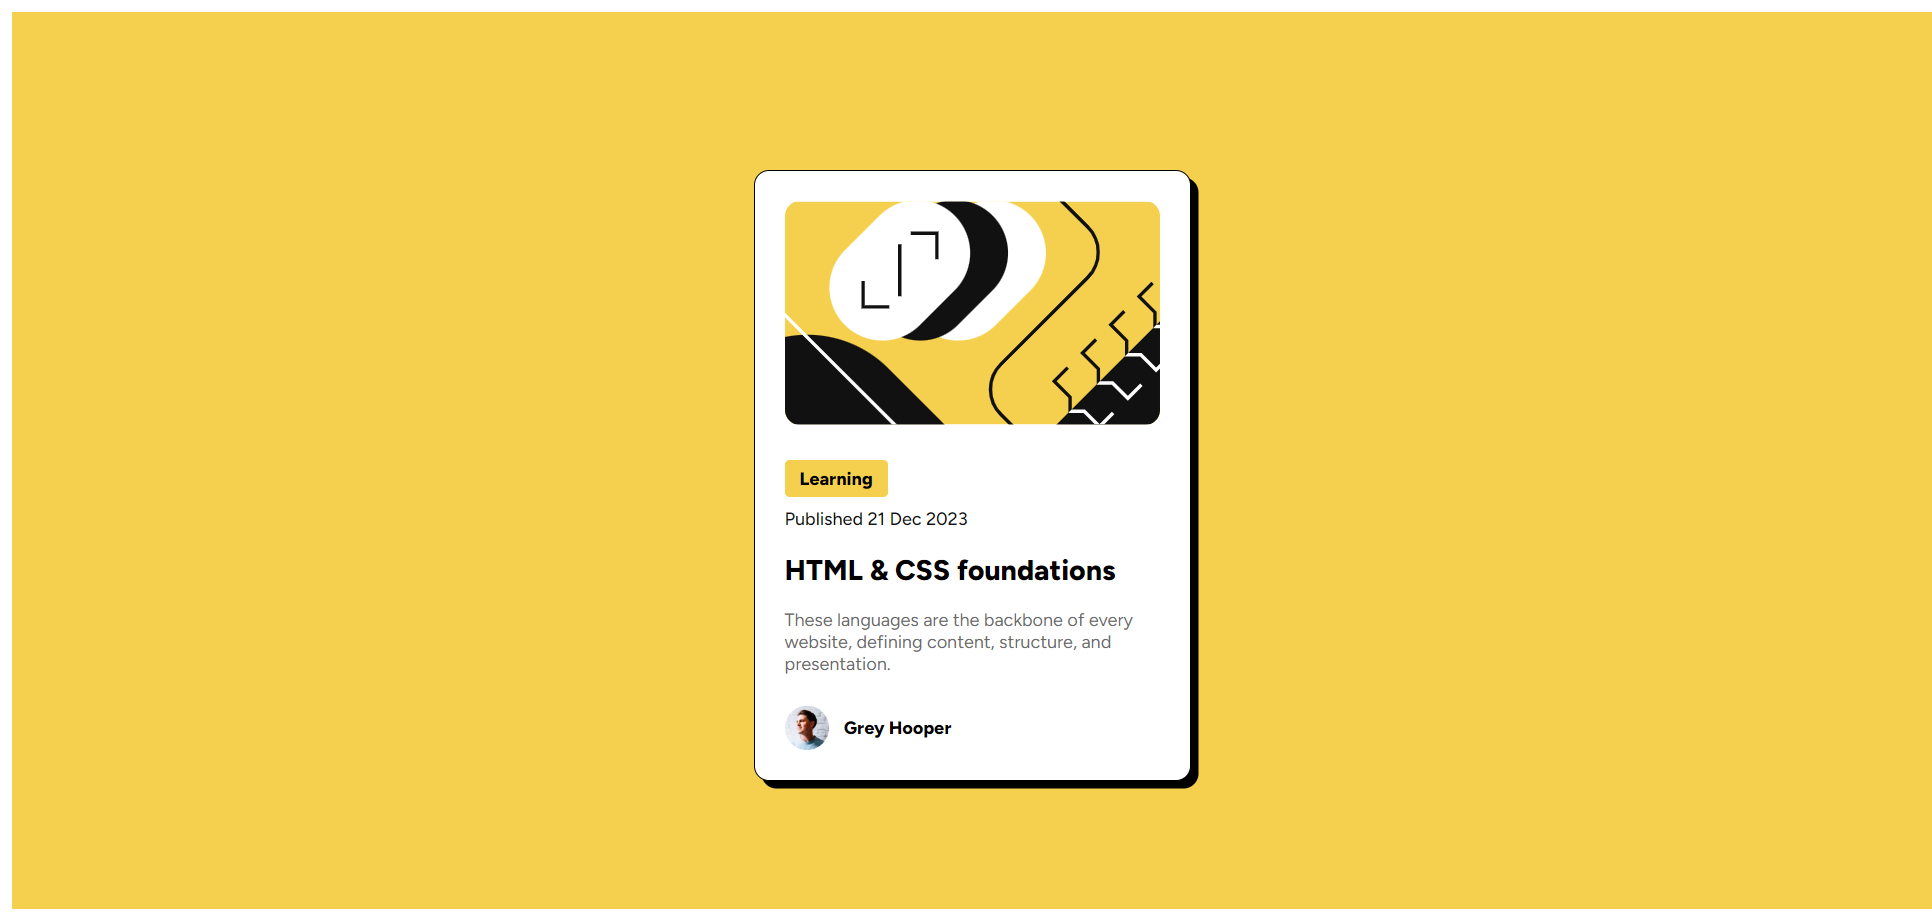 Learning
Published 21 Dec 2023
HTML & CSS foundations
These languages are the backbone of every
website, defining content, structure, and
presentation.
Grey Hooper